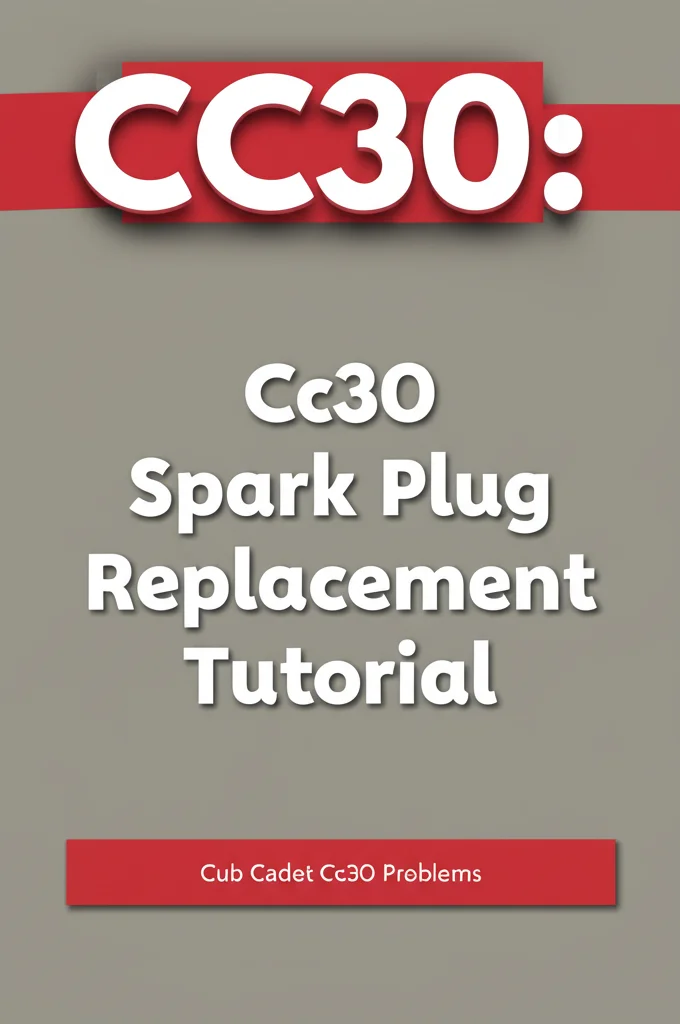 CC30:
Cc30
Spark Plug
Replacement
Tutorial
Cub Cadet Cc30 Problems